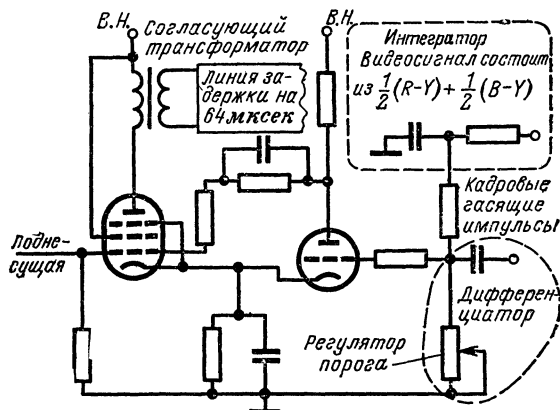 В.Н.
Согласующий
трансформатор
В.Н.
Интегратор
Видеосигнал состоит
из 1/2 (R-Y) + 1/2 (B-Y)
Линия за-
держки на
64 мксек
Кадровые
гасящие
импульсы
Подне-
сущая
Дифферен-
циатор
Регулятор
порога